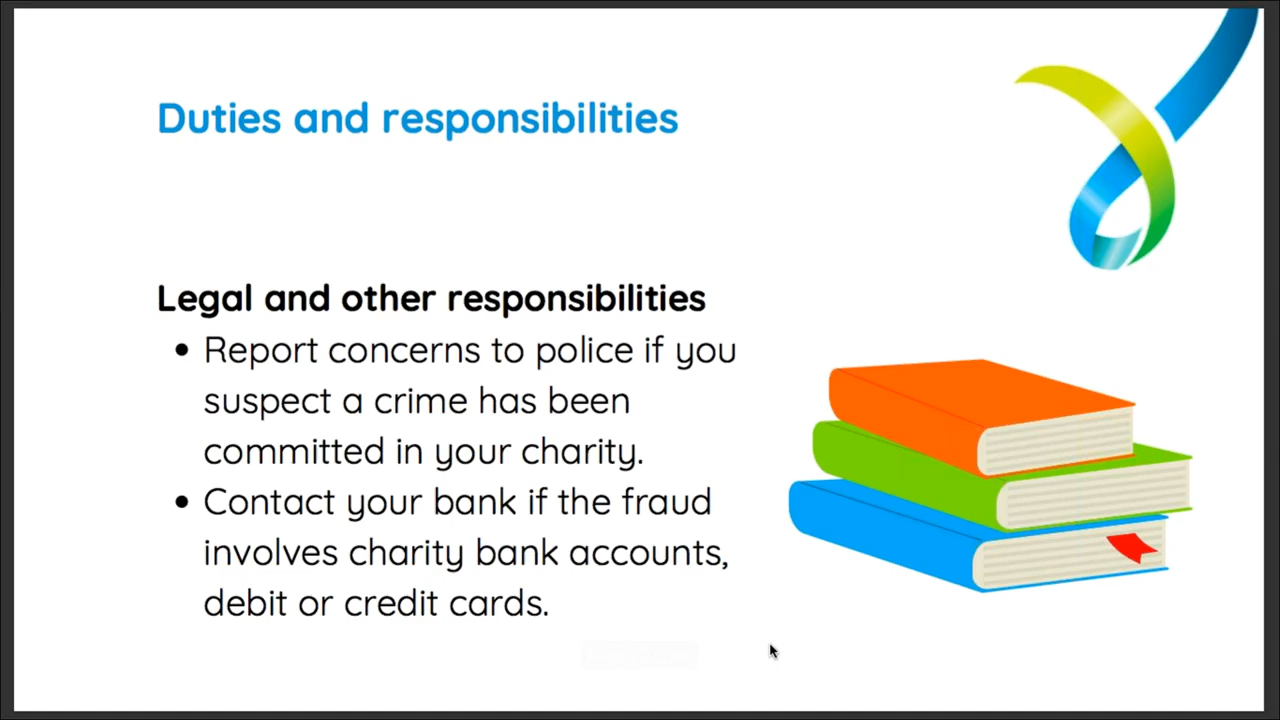 Duties and responsibilities
Legal and other responsibilities
• Report concerns to police if you
suspect a crime has been
committed in your charity.
• Contact your bank if the fraud
involves charity bank accounts,
debit or credit cards.